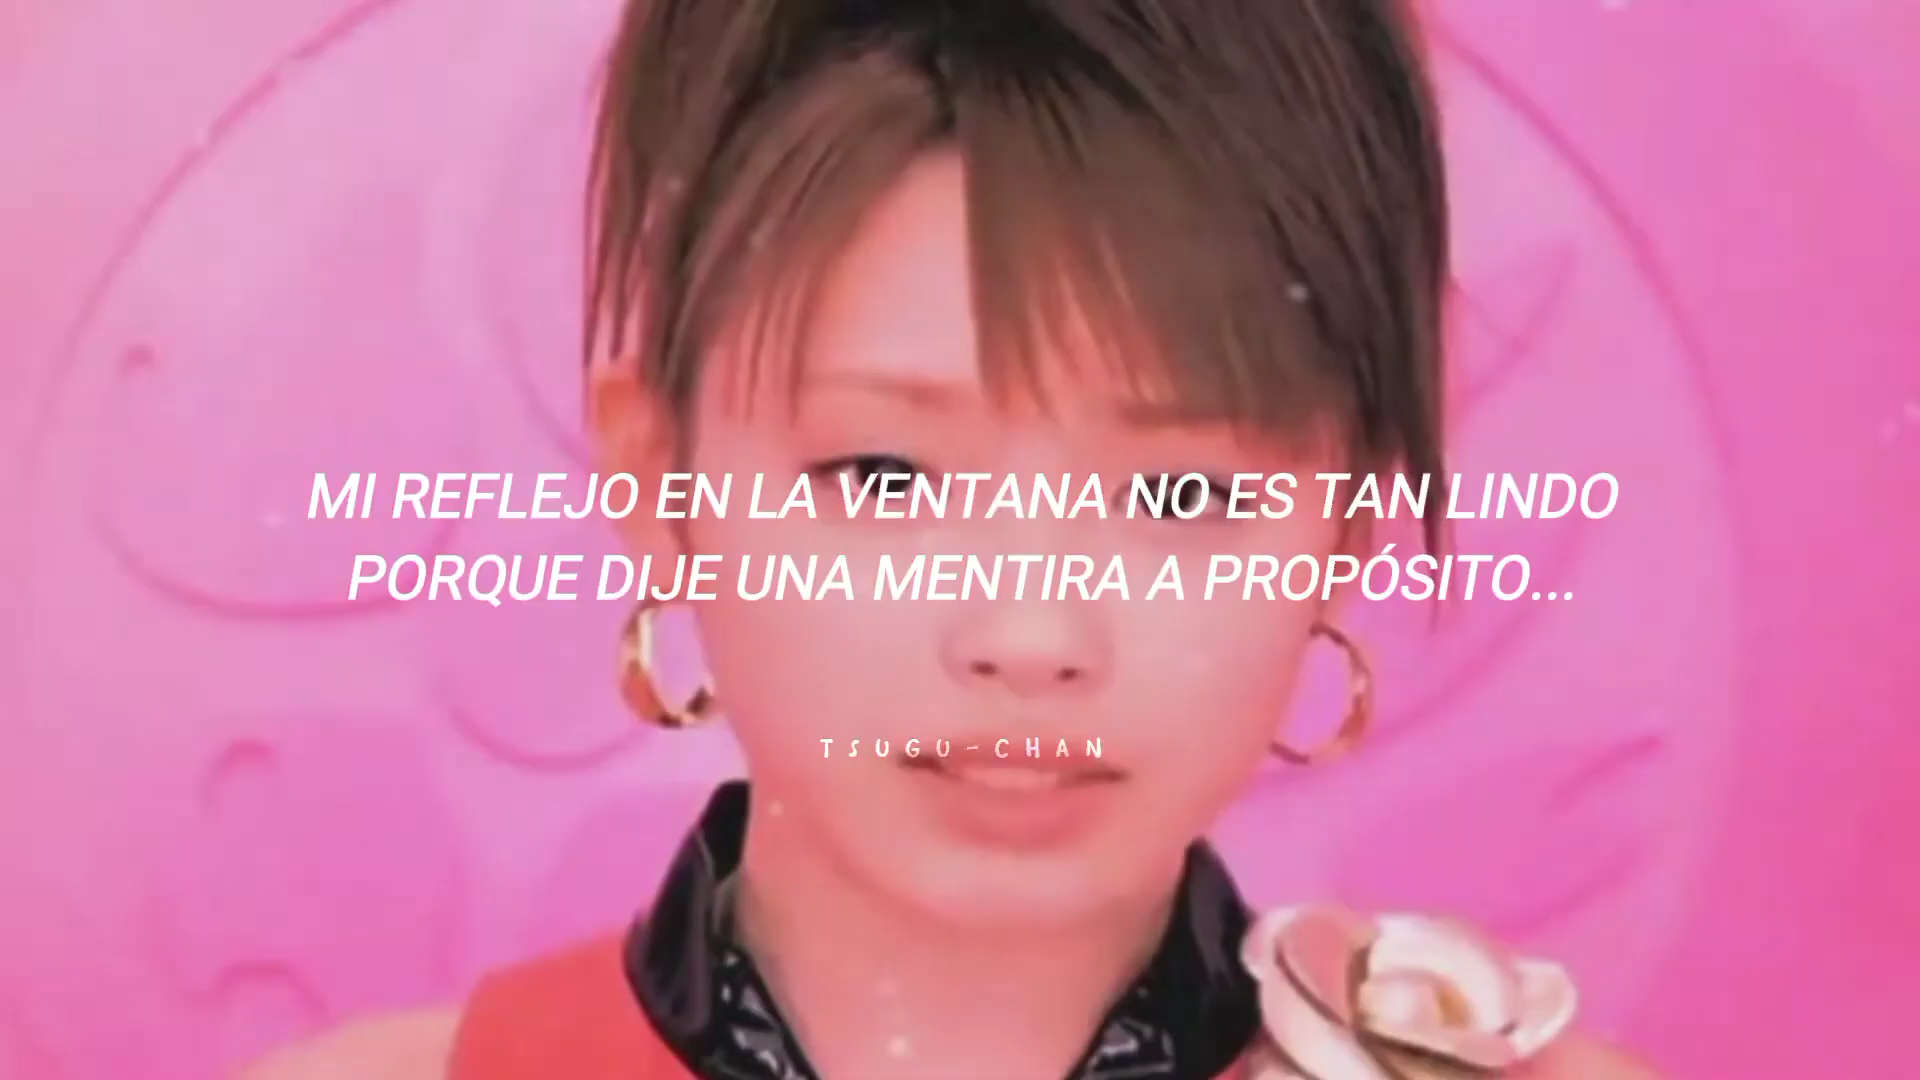 MI REFLEJO EN LA VENTANA NO ES TAN LINDO
PORQUE DIJE UNA MENTIRA A PROPÓSITO...
TSUGU-CHAN